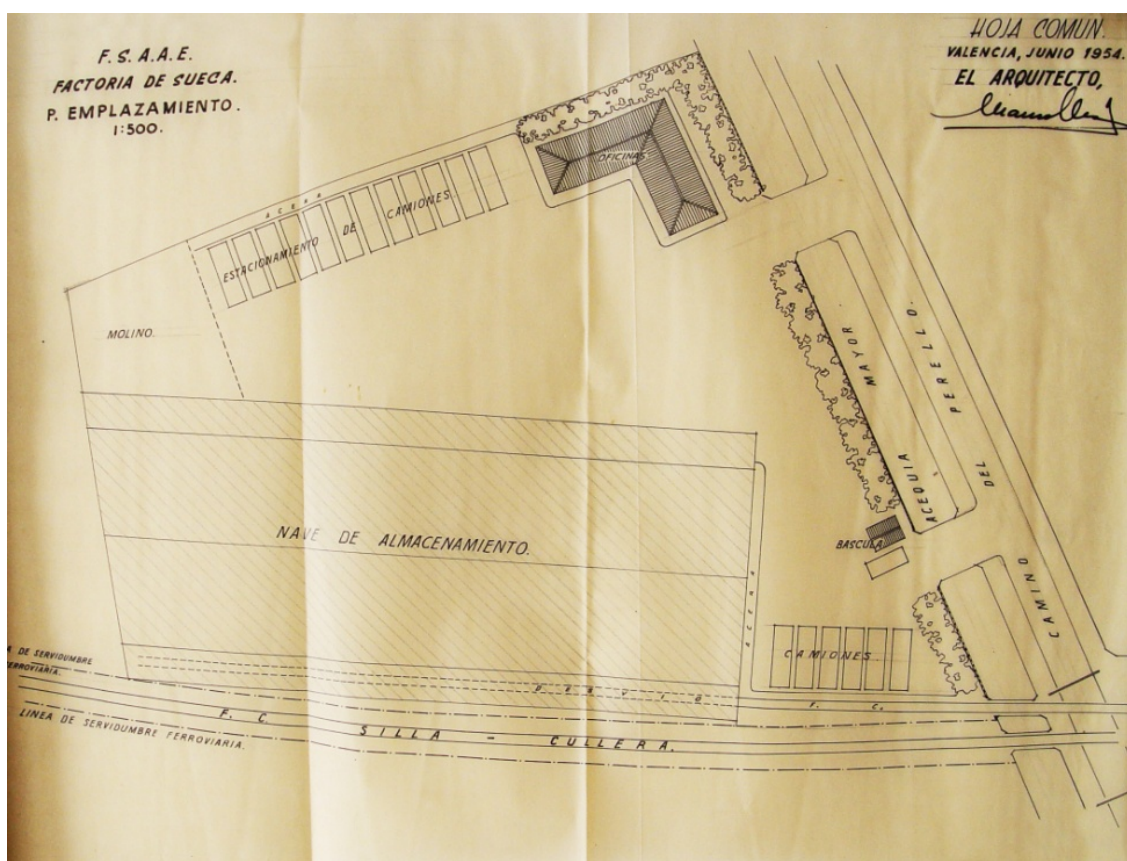 F. S. A. A. E.
FACTORIA DE SUECA.
P. EMPLAZAMIENTO.
1:500.
HOJA COMUN.
VALENCIA, JUNIO 1954.
EL ARQUITECTO,
OFICINAS
ACERA
ESTACIONAMIENTO DE CAMIONES
MOLINO.
ACEQUIA MAYOR
CAMINO DEL PERELLO.
NAVE DE ALMACENAMIENTO.
BASCULA
ACERA
CAMIONES
A DE SERVIDUMBRE
FERROVIARIA.
F. C.
LINEA DE SERVIDUMBRE FERROVIARIA.
F. C. SILLA - CULLERA.